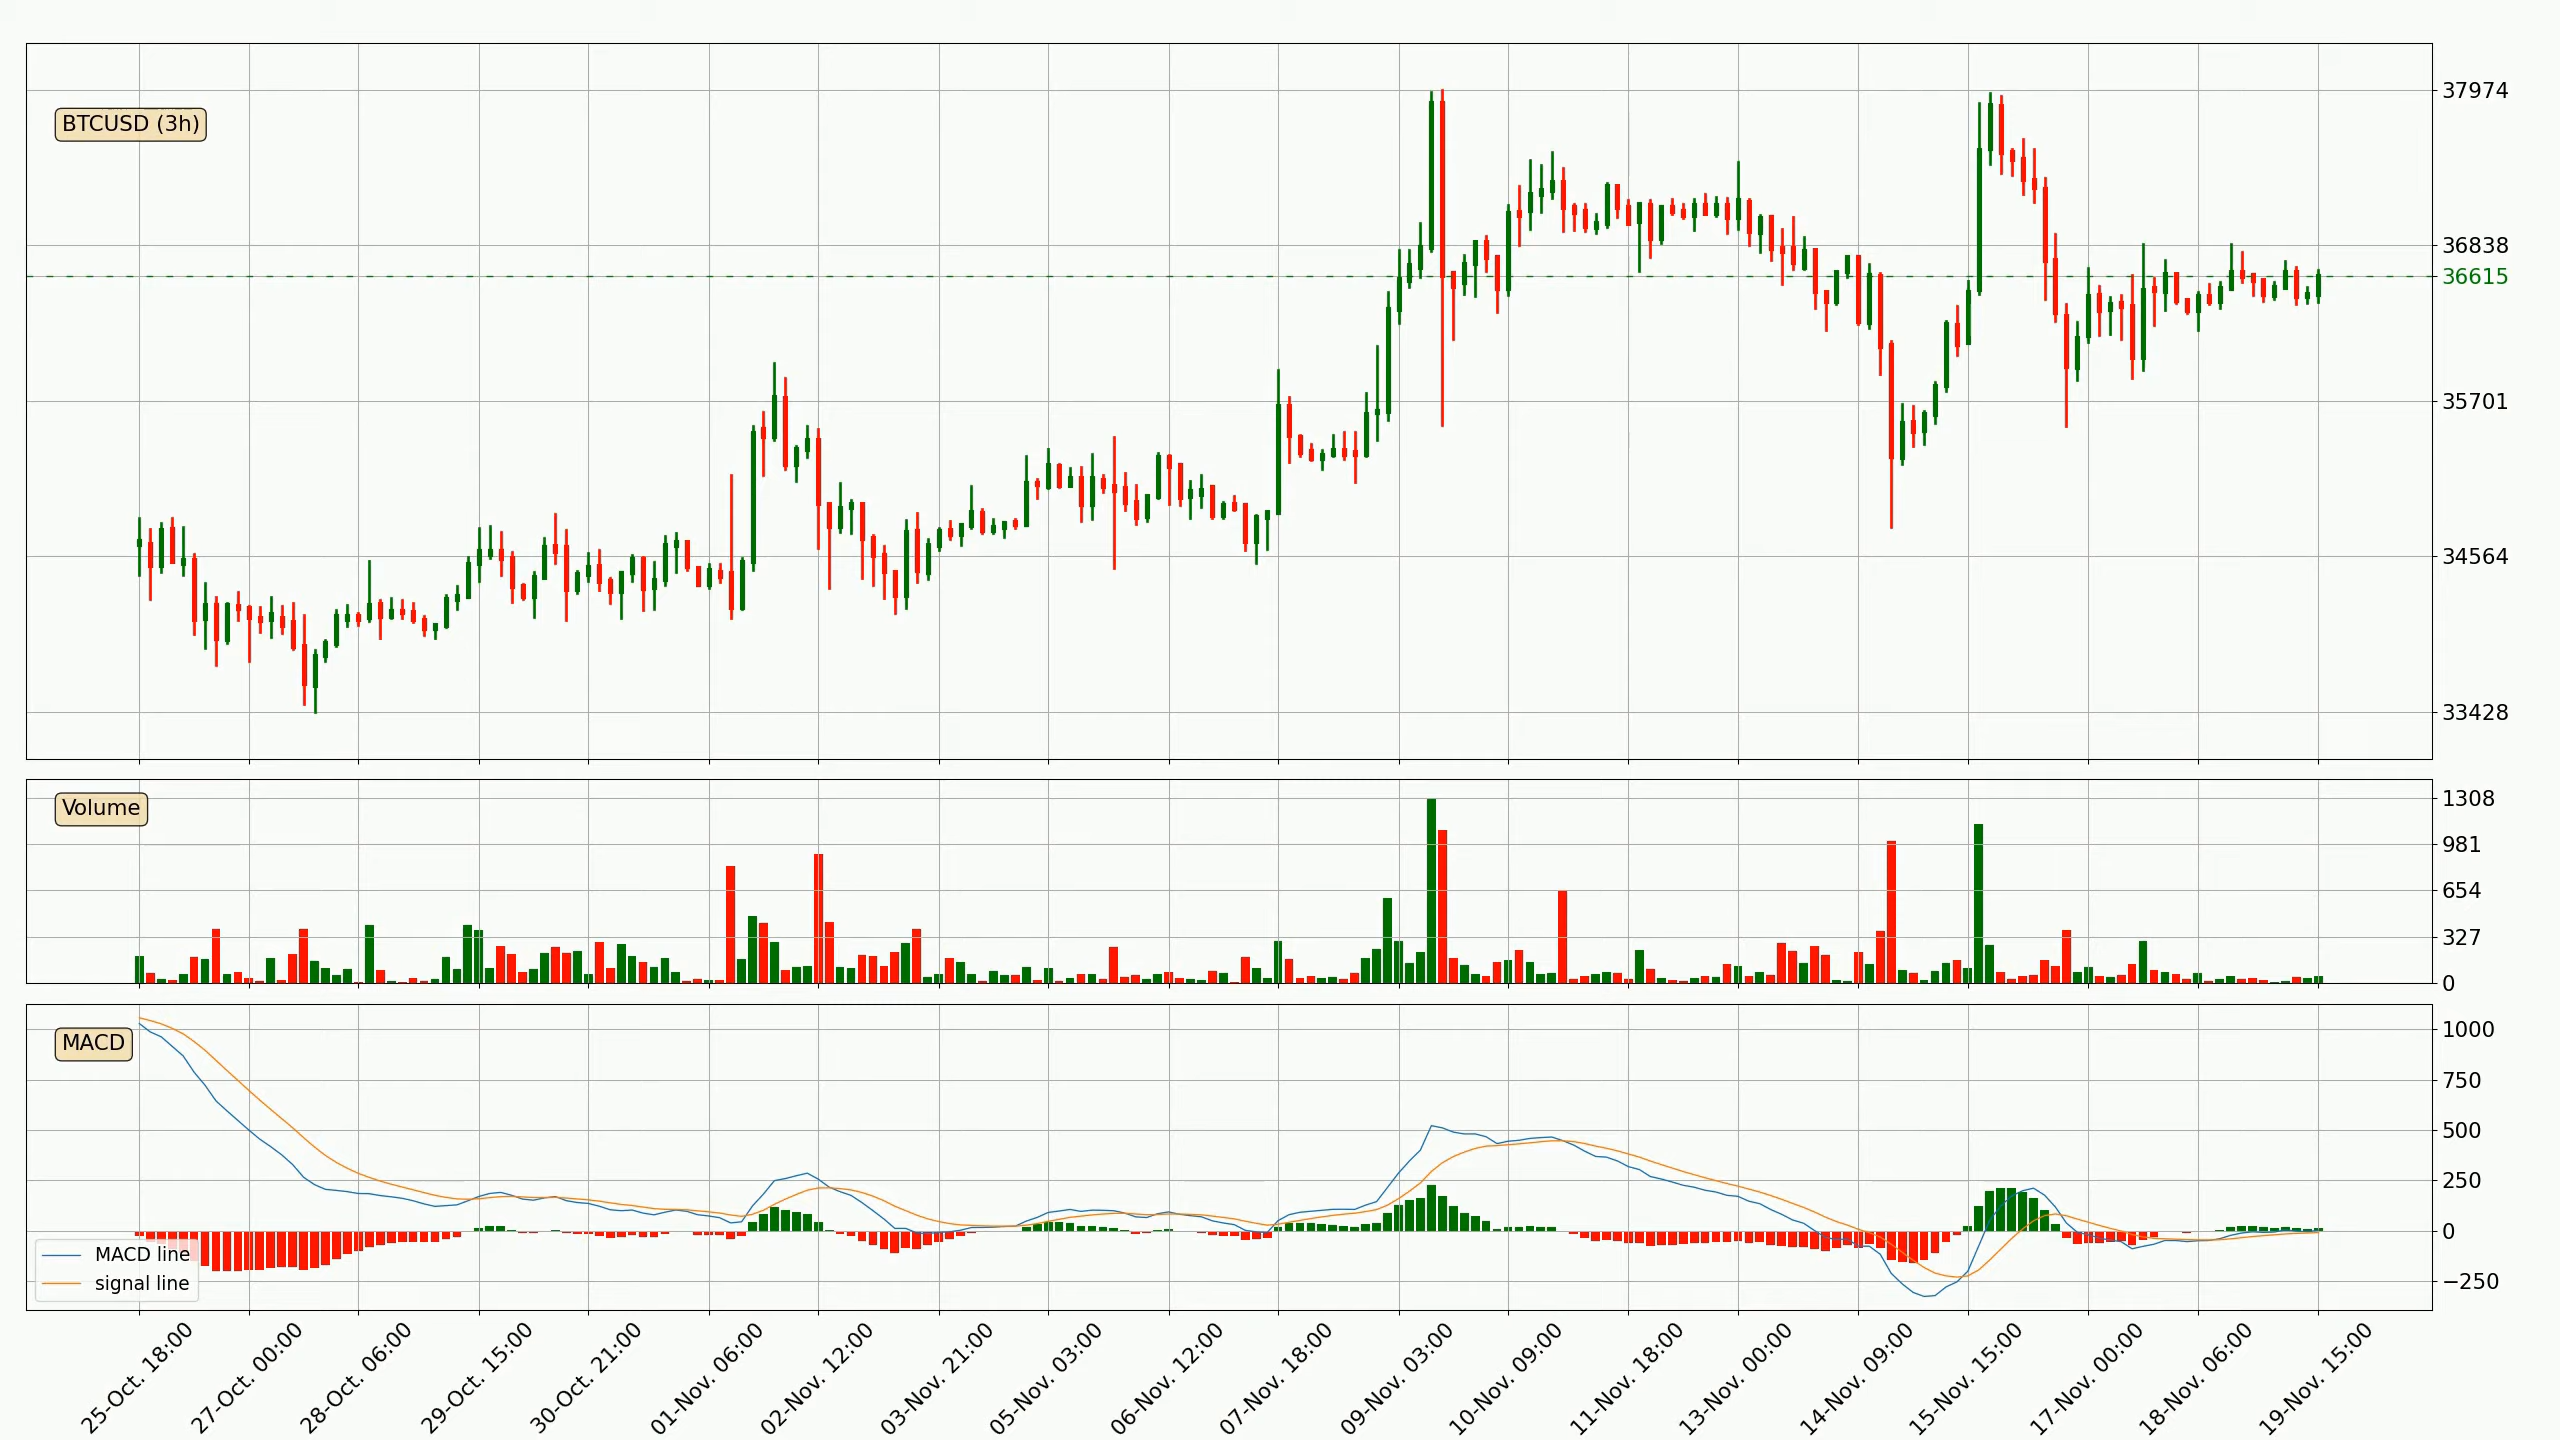 BTCUSD (3h)
37974
36838
36615
35701
34564
33428
Volume
1308
981
654
327
0
MACD
1000
750
500
250
0
−250
MACD line
signal line
25-Oct. 18:00
27-Oct. 00:00
28-Oct. 06:00
29-Oct. 15:00
30-Oct. 21:00
01-Nov. 06:00
02-Nov. 12:00
03-Nov. 21:00
05-Nov. 03:00
06-Nov. 12:00
07-Nov. 18:00
09-Nov. 03:00
10-Nov. 09:00
11-Nov. 18:00
13-Nov. 00:00
14-Nov. 09:00
15-Nov. 15:00
17-Nov. 00:00
18-Nov. 06:00
19-Nov. 15:00